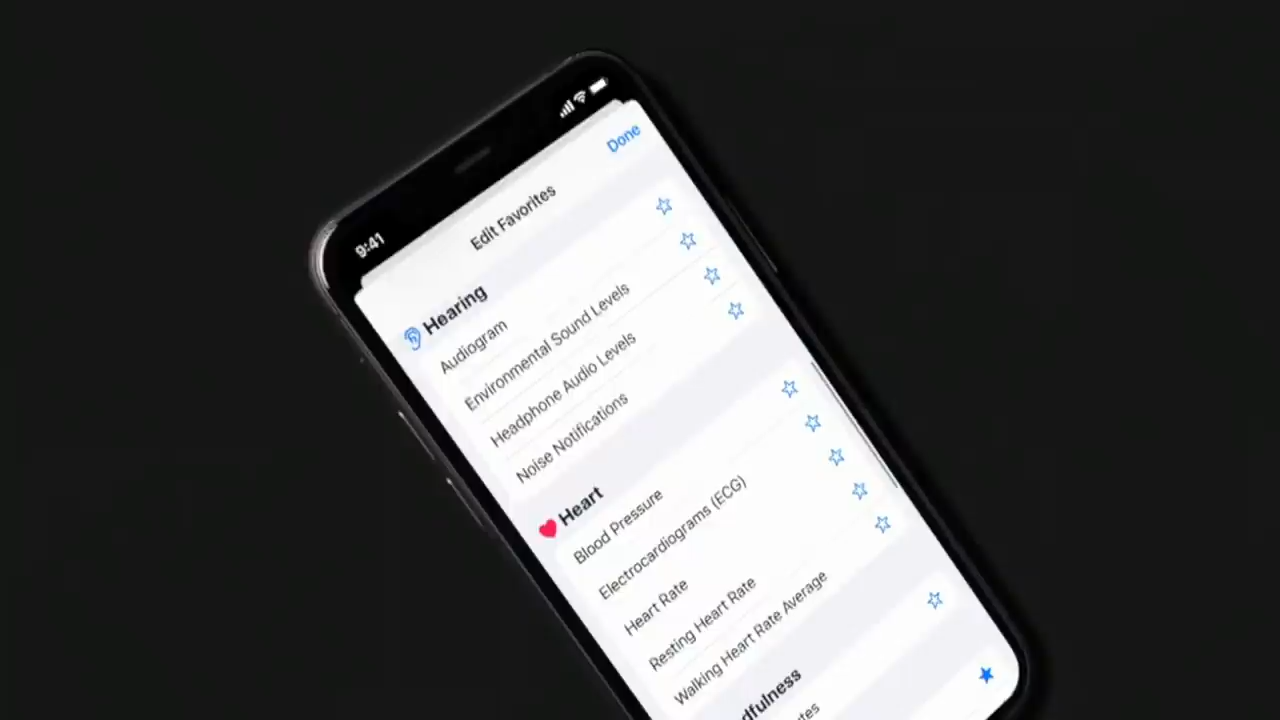 9:41
Done
Edit Favorites
Hearing
Audiogram
Environmental Sound Levels
Headphone Audio Levels
Noise Notifications
Heart
Blood Pressure
Electrocardiograms (ECG)
Heart Rate
Resting Heart Rate
Walking Heart Rate Average